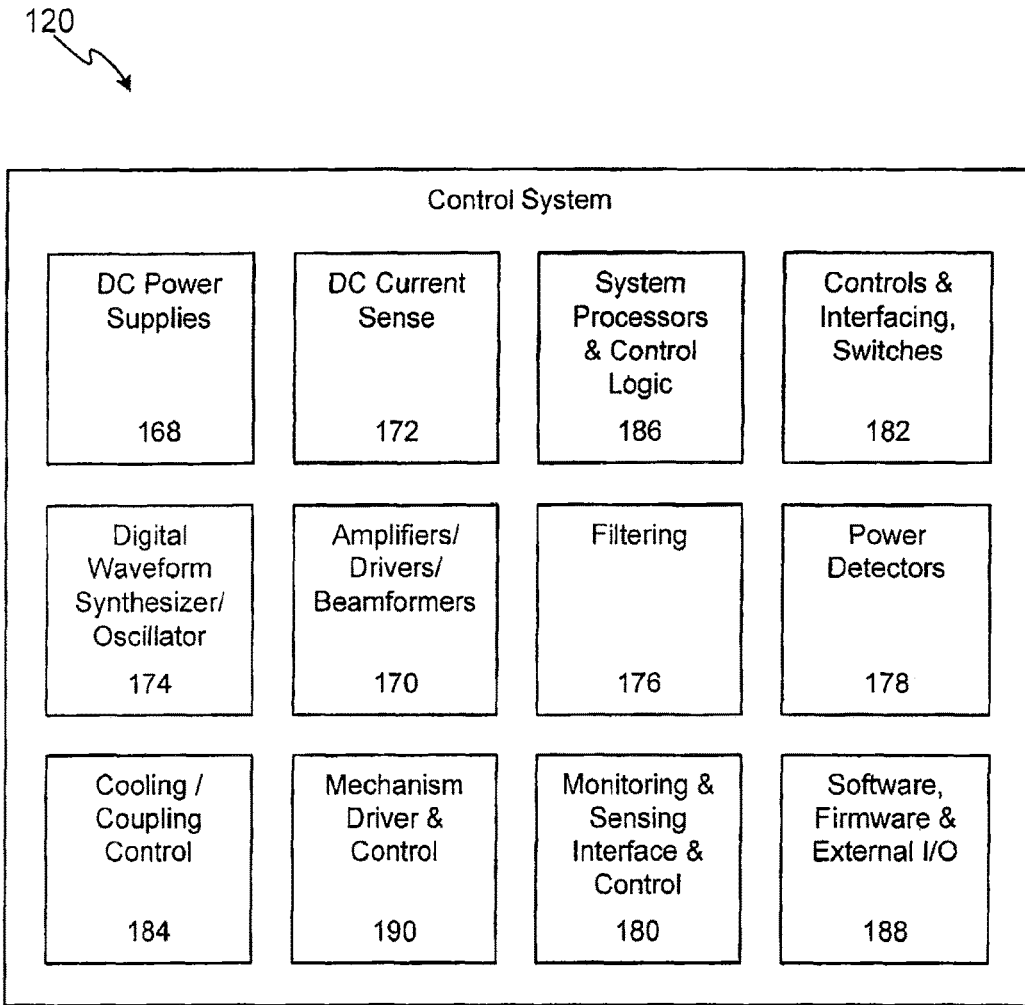 120
Control System
DC Power
Supplies
168
DC Current
Sense
172
System
Processors
& Control
Logic
186
Controls &
Interfacing,
Switches
182
Digital
Waveform
Synthesizer/
Oscillator
174
Amplifiers/
Drivers/
Beamformers
170
Filtering
176
Power
Detectors
178
Cooling /
Coupling
Control
184
Mechanism
Driver &
Control
190
Monitoring &
Sensing
Interface &
Control
180
Software,
Firmware &
External I/O
188